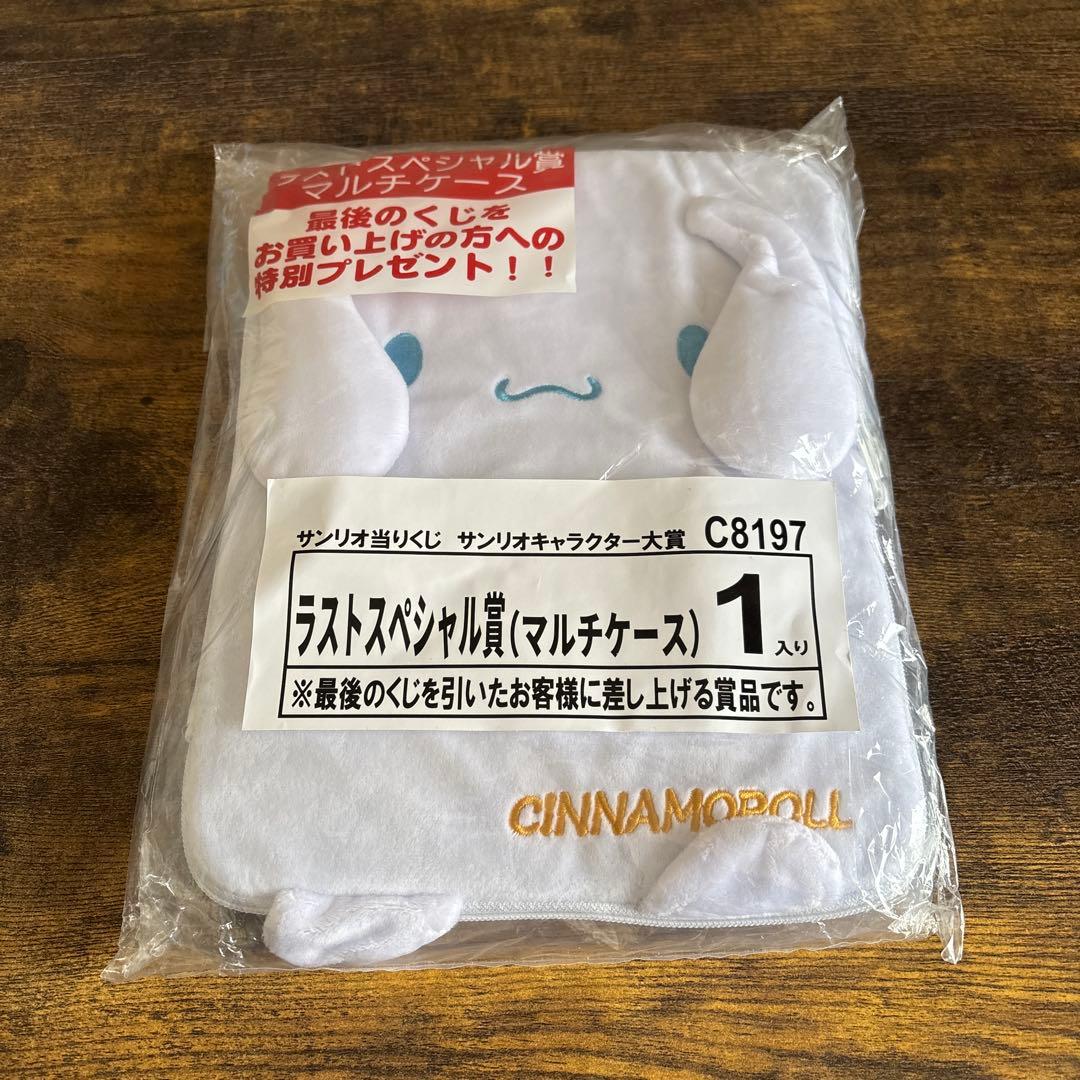 ラストスペシャル賞
マルチケース
最後のくじを
お買い上げの方への
特別プレゼント！！
サンリオ当りくじ サンリオキャラクター大賞 C8197
ラストスペシャル賞(マルチケース) 1入り
※最後のくじを引いたお客様に差し上げる賞品です。
CINNAMOROLL